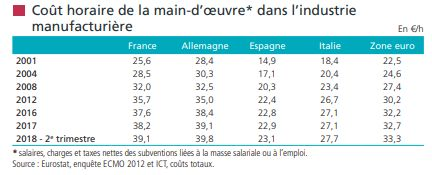 Coût horaire de la main-d'œuvre* dans l'industrie
manufacturière
En €/h
France Allemagne Espagne Italie Zone euro
2001 25,6 28,4 14,9 18,4 22,5
2004 28,5 30,3 17,1 20,4 24,6
2008 32,0 32,5 20,3 23,4 27,4
2012 35,7 35,0 22,4 26,7 30,2
2016 37,6 38,4 22,8 27,1 32,2
2017 38,2 39,1 22,9 27,1 32,7
2018 - 2e trimestre 39,1 39,8 23,1 27,7 33,3
* salaires, charges et taxes nettes des subventions liées à la masse salariale ou à l'emploi.
Source : Eurostat, enquête ECMO 2012 et ICT, coûts totaux.